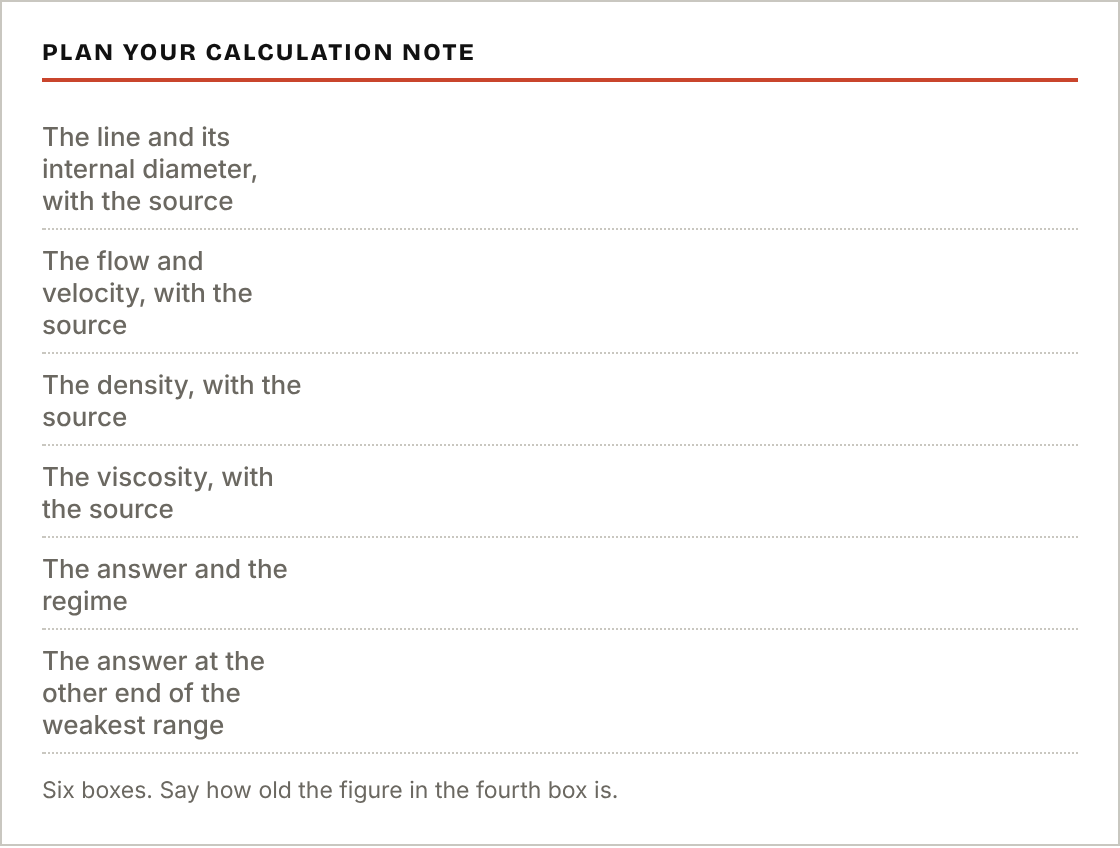 PLAN YOUR CALCULATION NOTE
The line and its
internal diameter,
with the source
The flow and
velocity, with the
source
The density, with the
source
The viscosity, with
the source
The answer and the
regime
The answer at the
other end of the
weakest range
Six boxes. Say how old the figure in the fourth box is.